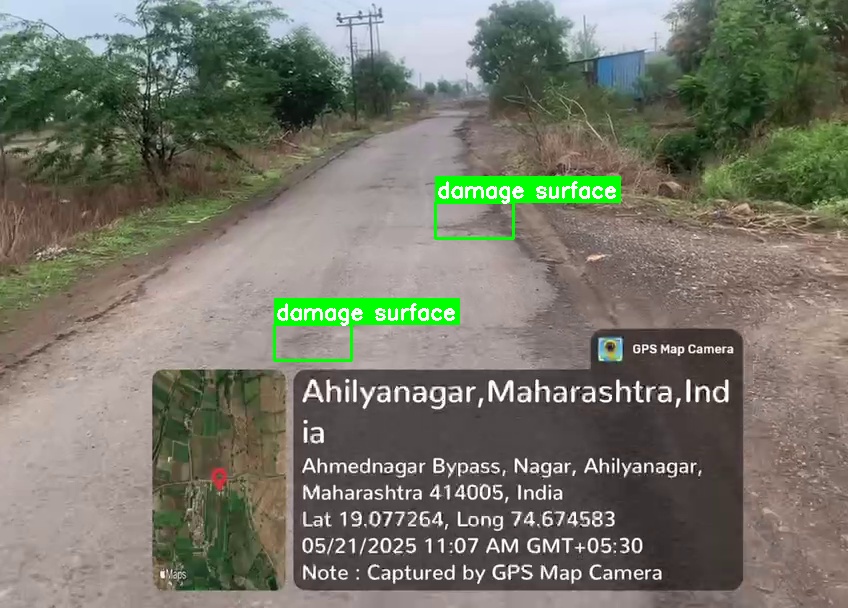 damage surface
damage surface
GPS Map Camera
Ahilyanagar,Maharashtra,Ind
ia
Ahmednagar Bypass, Nagar, Ahilyanagar,
Maharashtra 414005, India
Lat 19.077264, Long 74.674583
05/21/2025 11:07 AM GMT+05:30
Note : Captured by GPS Map Camera
Maps